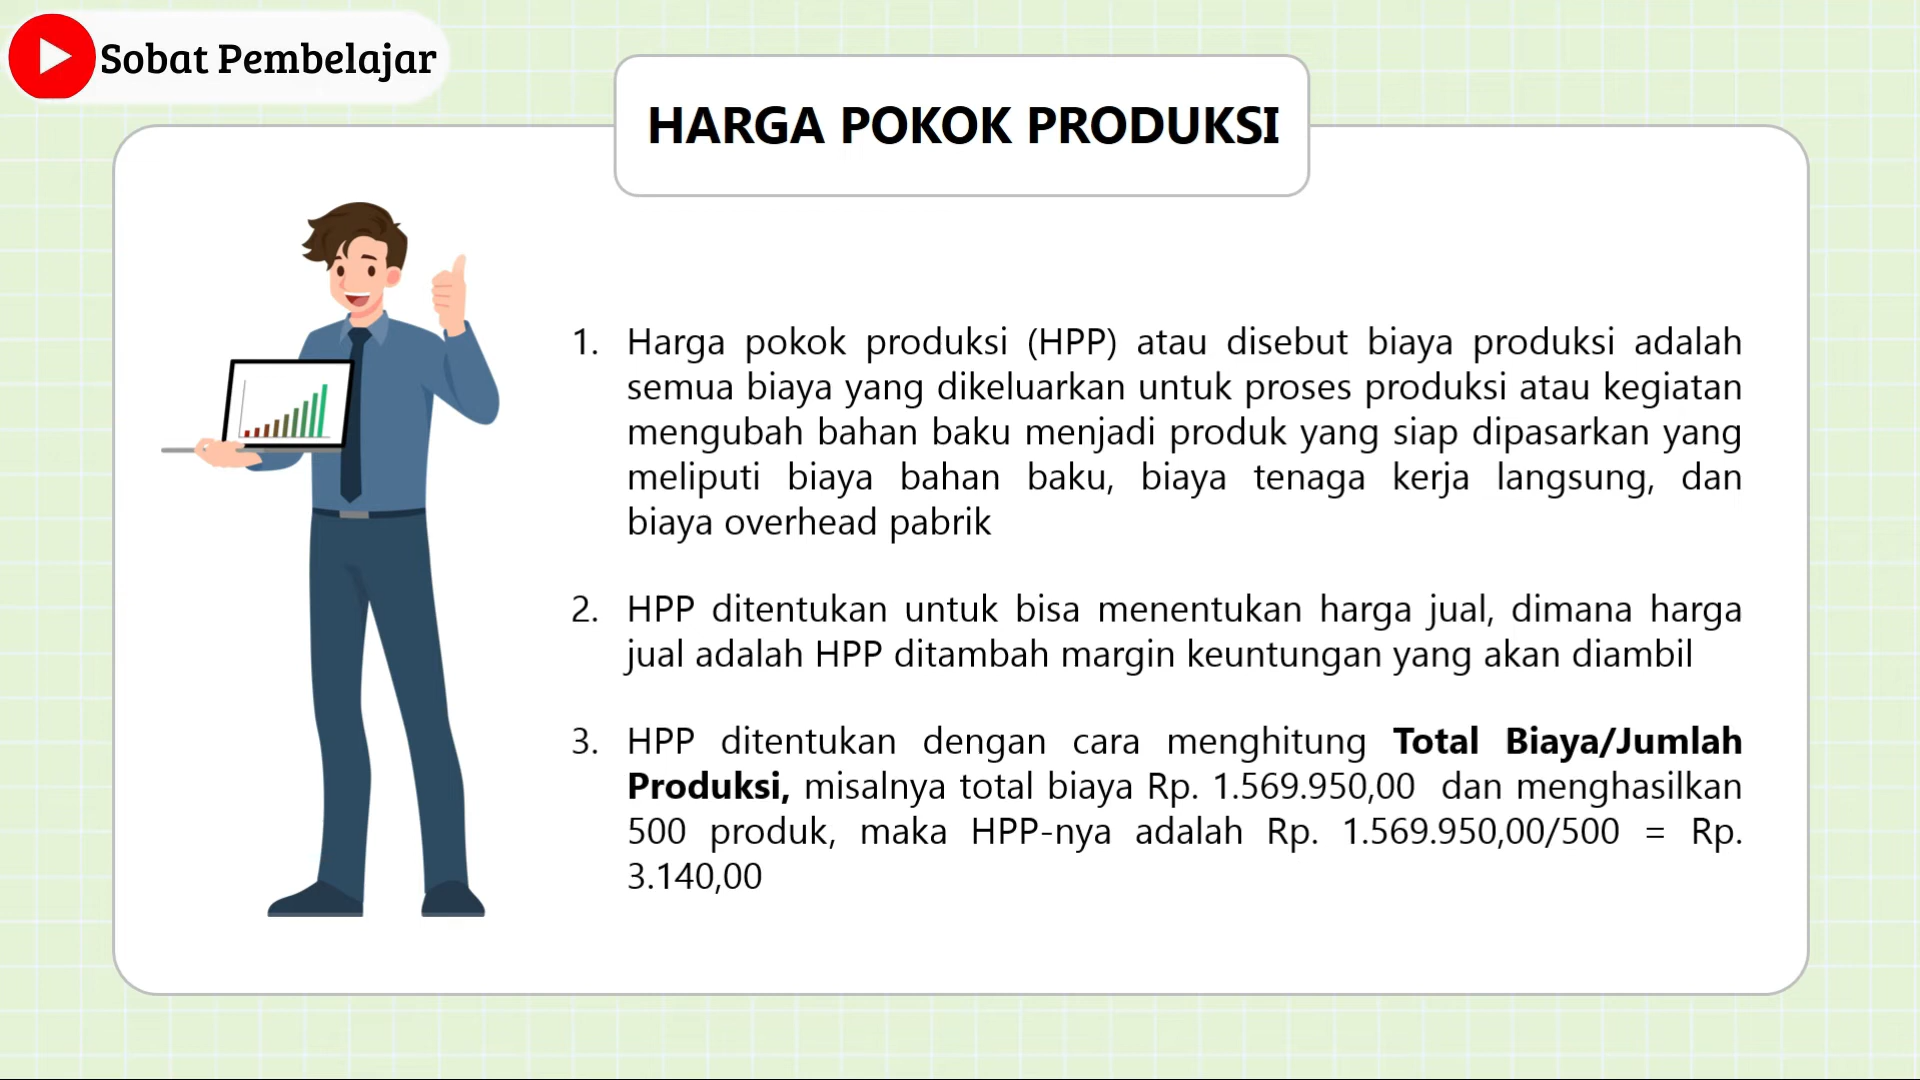 Sobat Pembelajar
HARGA POKOK PRODUKSI
1. Harga pokok produksi (HPP) atau disebut biaya produksi adalah
semua biaya yang dikeluarkan untuk proses produksi atau kegiatan
mengubah bahan baku menjadi produk yang siap dipasarkan yang
meliputi biaya bahan baku, biaya tenaga kerja langsung, dan
biaya overhead pabrik
2. HPP ditentukan untuk bisa menentukan harga jual, dimana harga
jual adalah HPP ditambah margin keuntungan yang akan diambil
3. HPP ditentukan dengan cara menghitung Total Biaya/Jumlah
Produksi, misalnya total biaya Rp. 1.569.950,00 dan menghasilkan
500 produk, maka HPP-nya adalah Rp. 1.569.950,00/500 = Rp.
3.140,00